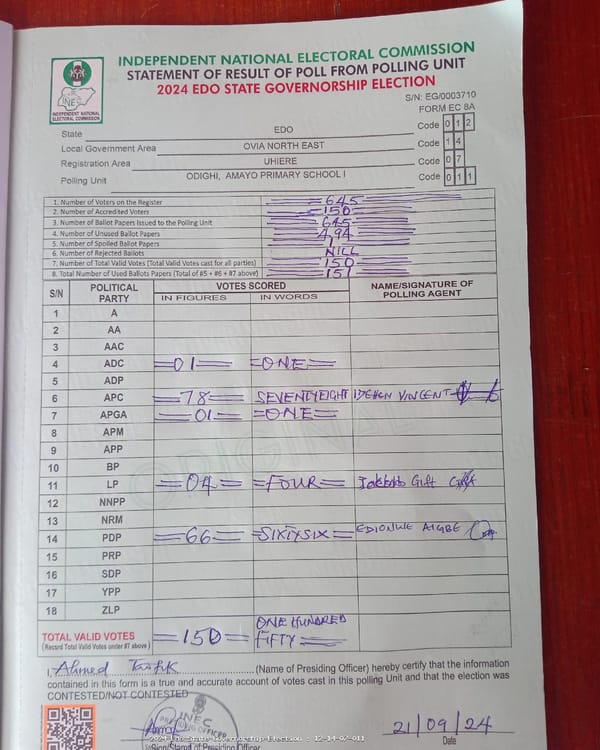 INDEPENDENT NATIONAL ELECTORAL COMMISSION
STATEMENT OF RESULT OF POLL FROM POLLING UNIT
2024 EDO STATE GOVERNORSHIP ELECTION
INEC
INDEPENDENT NATIONAL ELECTORAL COMMISSION
S/N: EG/0003710
FORM EC 8A
State EDO Code 0 1 2
Local Government Area OVIA NORTH EAST Code 1 4
Registration Area UHIERE Code 0 7
Polling Unit ODIGHI, AMAYO PRIMARY SCHOOL I Code 0 1 1
1. Number of Voters on the Register 645
2. Number of Accredited Voters 150
3. Number of Ballot Papers Issued to the Polling Unit 645
4. Number of Unused Ballot Papers 494
5. Number of Spoiled Ballot Papers 1
6. Number of Rejected Ballots NILL
7. Number of Total Valid Votes (Total Valid Votes cast for all parties) 150
8. Total Number of Used Ballots Papers (Total of #5 + #6 + #7 above) 151
S/N POLITICAL PARTY VOTES SCORED NAME/SIGNATURE OF POLLING AGENT
IN FIGURES IN WORDS
1 A
2 AA
3 AAC
4 ADC =01= =ONE=
5 ADP
6 APC =78= SEVENTYEIGHT VINCENT
7 APGA =01= =ONE=
8 APM
9 APP
10 BP
11 LP =04= =FOUR= Gift
12 NNPP
13 NRM
14 PDP =66= =SIXTYSIX= EDIONWE AIGBE
15 PRP
16 SDP
17 YPP
18 ZLP
TOTAL VALID VOTES =150= ONE HUNDRED FIFTY
(Record Total Valid Votes under #7 above)
I, Ahmed (Name of Presiding Officer) hereby certify that the information
contained in this form is a true and accurate account of votes cast in this polling Unit and that the election was
CONTESTED/NOT CONTESTED
INEC
PRESIDING OFFICER
21/09/24
2024 Edo State Governorship Election : 12-14-07-011
Sign/Stamp of Presiding Officer
Date